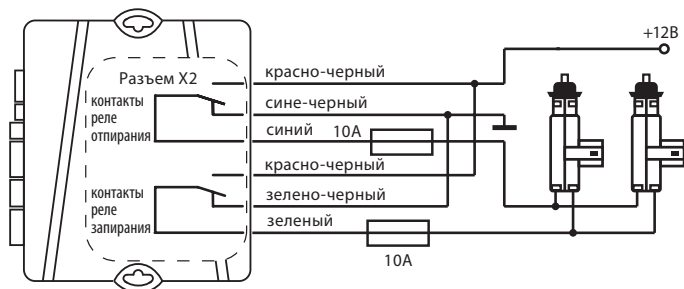 +12В
Разъем Х2
контакты
реле
отпирания
красно-черный
сине-черный
синий
10А
красно-черный
контакты
реле
запирания
зелено-черный
зеленый
10А